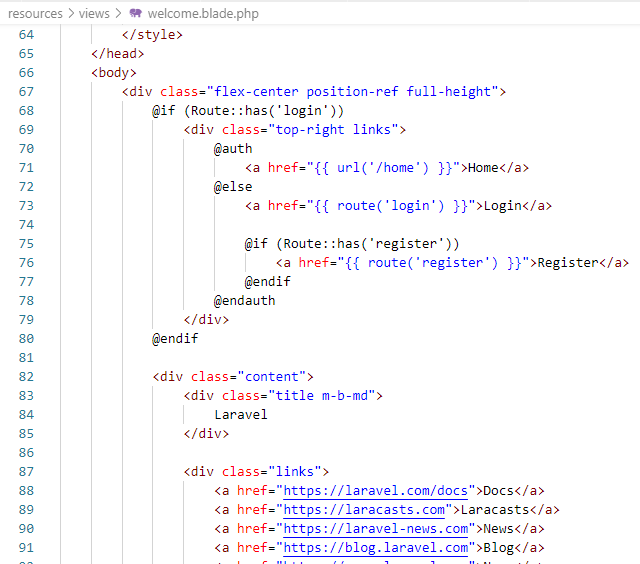 resources > views > welcome.blade.php
64 </style>
65 </head>
66 <body>
67 <div class="flex-center position-ref full-height">
68 @if (Route::has('login'))
69 <div class="top-right links">
70 @auth
71 <a href="{{ url('/home') }}">Home</a>
72 @else
73 <a href="{{ route('login') }}">Login</a>
74
75 @if (Route::has('register'))
76 <a href="{{ route('register') }}">Register</a>
77 @endif
78 @endauth
79 </div>
80 @endif
81
82 <div class="content">
83 <div class="title m-b-md">
84 Laravel
85 </div>
86
87 <div class="links">
88 <a href="https://laravel.com/docs">Docs</a>
89 <a href="https://laracasts.com">Laracasts</a>
90 <a href="https://laravel-news.com">News</a>
91 <a href="https://blog.laravel.com">Blog</a>